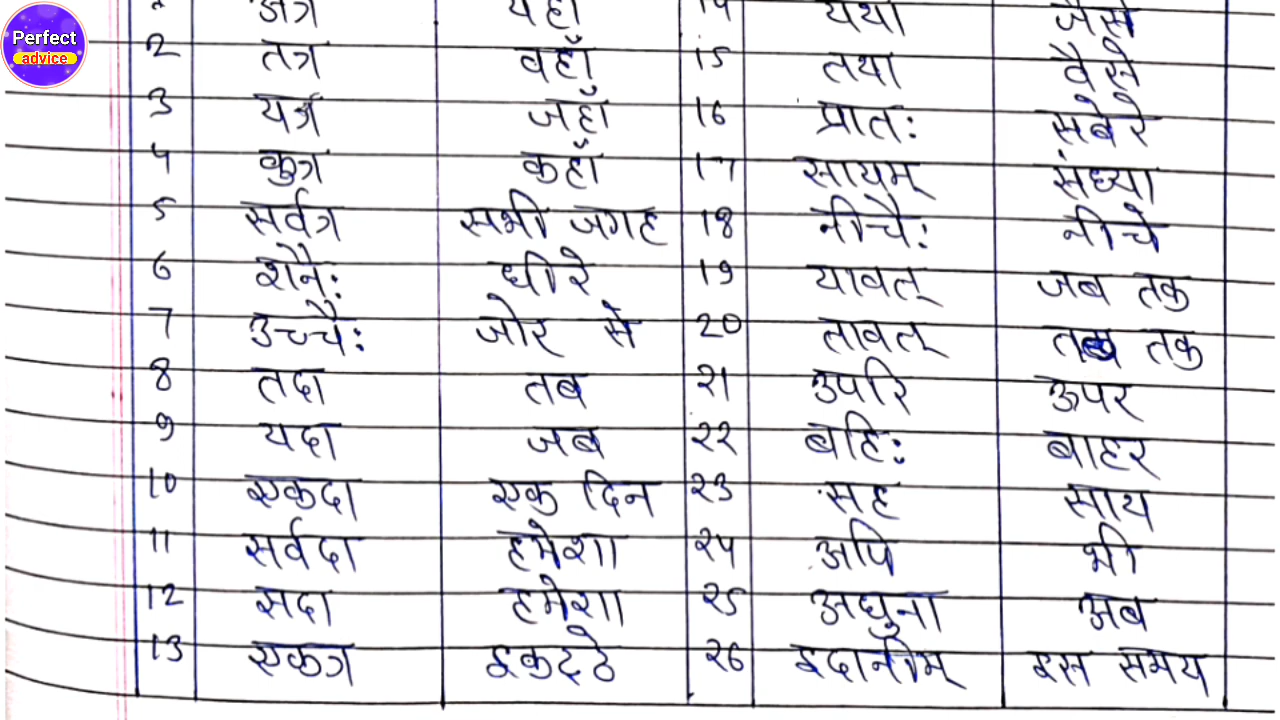 Perfect
advice
अत्र यहाँ 14 यथा जैसे
2 तत्र वहाँ 15 तथा वैसे
3 यत्र जहाँ 16 प्रातः सबेरे
4 कुत्र कहाँ 17 सायम् संध्या
5 सर्वत्र सभी जगह 18 नीचैः नीचे
6 शनैः धीरे 19 यावत् जब तक
7 उच्चैः जोर से 20 तावत् तब तक
8 तदा तब 21 उपरि ऊपर
9 यदा जब 22 बहिः बाहर
10 एकदा एक दिन 23 सह साथ
11 सर्वदा हमेशा 24 अपि भी
12 सदा हमेशा 25 अधुना अब
13 एकत्र इकट्ठे 26 इदानीम् इस समय